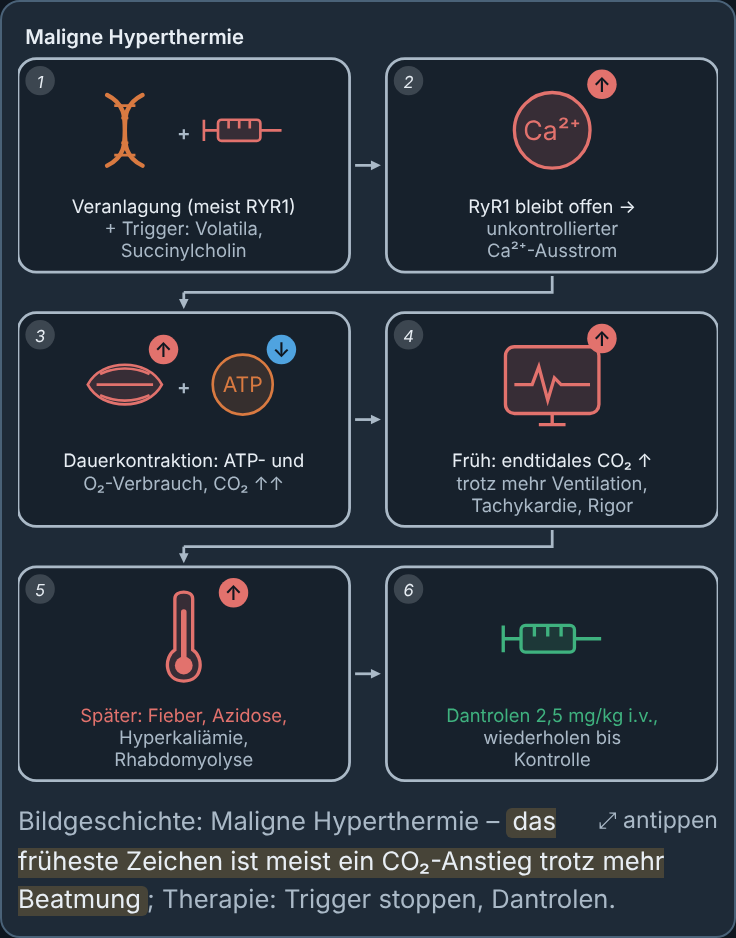 Maligne Hyperthermie
1
+
Veranlagung (meist RYR1)
+ Trigger: Volatila,
Succinylcholin
2
Ca²⁺
↑
RyR1 bleibt offen →
unkontrollierter
Ca²⁺-Ausstrom
3
↑
+
ATP
↓
Dauerkontraktion: ATP- und
O₂-Verbrauch, CO₂ ↑↑
4
↑
Früh: endtidales CO₂ ↑
trotz mehr Ventilation,
Tachykardie, Rigor
5
↑
Später: Fieber, Azidose,
Hyperkaliämie,
Rhabdomyolyse
6
Dantrolen 2,5 mg/kg i.v.,
wiederholen bis
Kontrolle
Bildgeschichte: Maligne Hyperthermie – das
⤢ antippen
früheste Zeichen ist meist ein CO₂-Anstieg trotz mehr
Beatmung; Therapie: Trigger stoppen, Dantrolen.